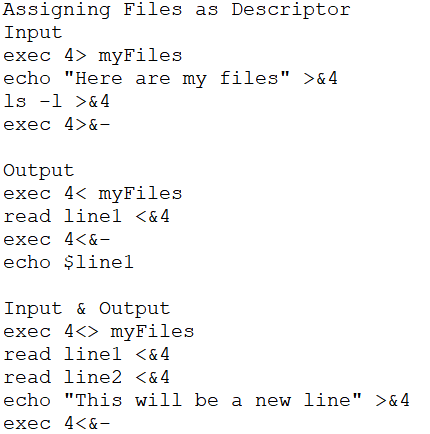 Assigning Files as Descriptor
Input
exec 4> myFiles
echo "Here are my files" >&4
ls -l >&4
exec 4>&-

Output
exec 4< myFiles
read line1 <&4
exec 4<&-
echo $line1

Input & Output
exec 4<> myFiles
read line1 <&4
read line2 <&4
echo "This will be a new line" >&4
exec 4<&-